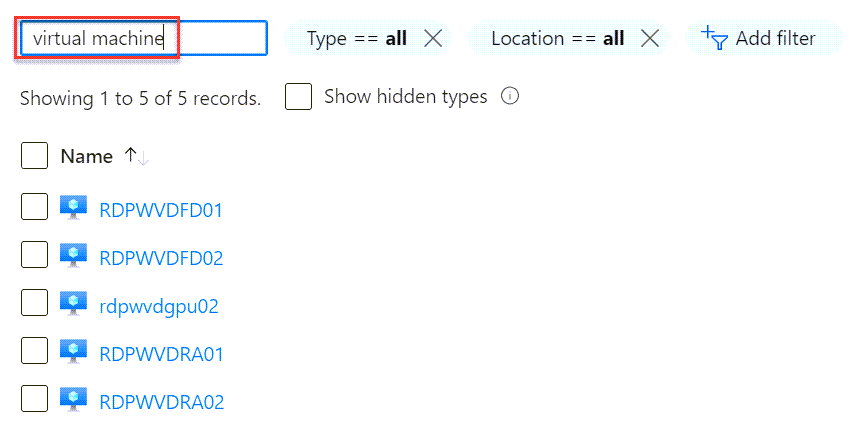 virtual machine Type == all Location == all Add filter
Showing 1 to 5 of 5 records. Show hidden types
Name
RDPWVDFD01
RDPWVDFD02
rdpwvdgpu02
RDPWVDRA01
RDPWVDRA02